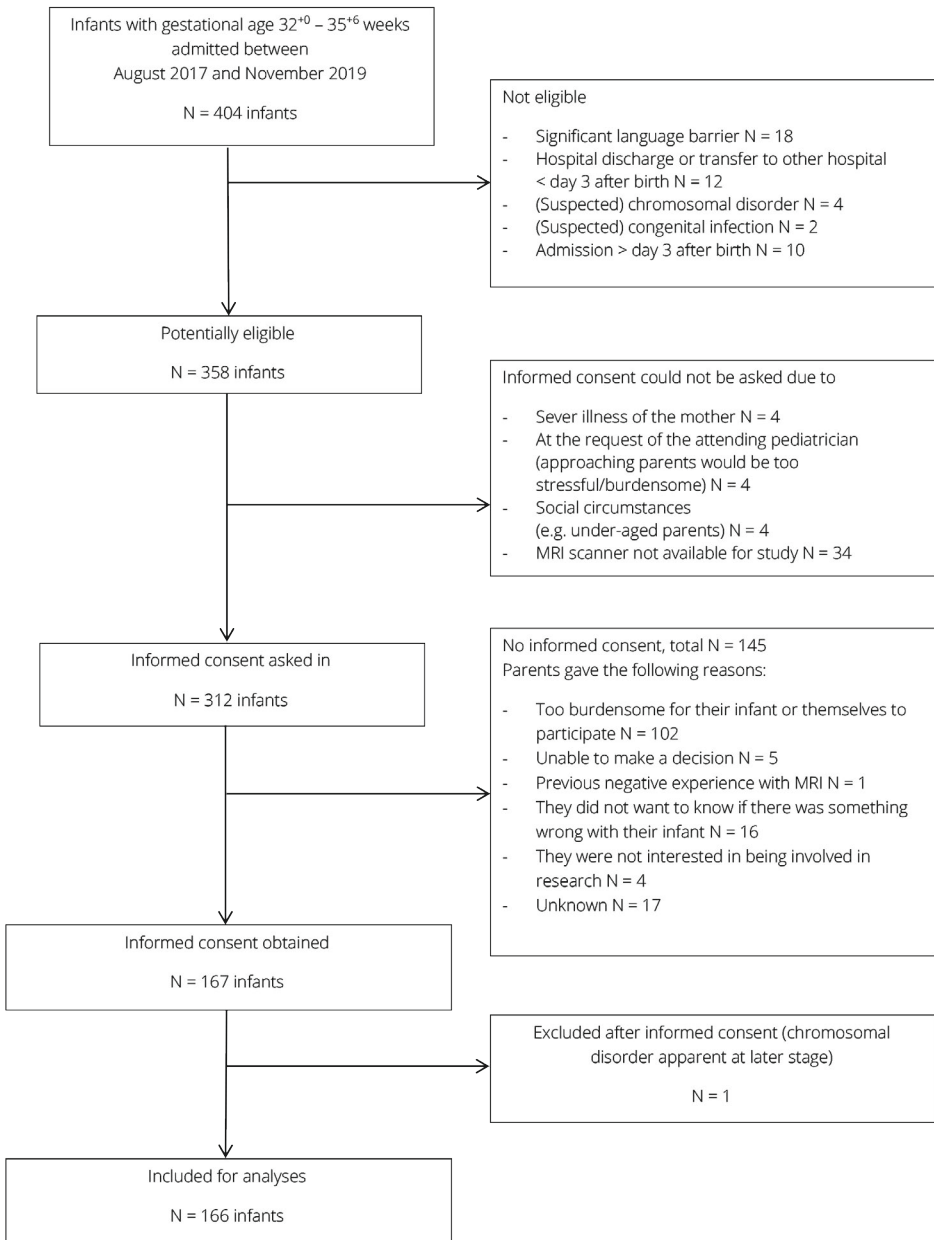 Infants with gestational age 32+0 – 35+6 weeks
admitted between
August 2017 and November 2019
N = 404 infants
Not eligible
- Significant language barrier N = 18
- Hospital discharge or transfer to other hospital
< day 3 after birth N = 12
- (Suspected) chromosomal disorder N = 4
- (Suspected) congenital infection N = 2
- Admission > day 3 after birth N = 10
Potentially eligible
N = 358 infants
Informed consent could not be asked due to
- Sever illness of the mother N = 4
- At the request of the attending pediatrician
(approaching parents would be too
stressful/burdensome) N = 4
- Social circumstances
(e.g. under-aged parents) N = 4
- MRI scanner not available for study N = 34
Informed consent asked in
N = 312 infants
No informed consent, total N = 145
Parents gave the following reasons:
- Too burdensome for their infant or themselves to
participate N = 102
- Unable to make a decision N = 5
- Previous negative experience with MRI N = 1
- They did not want to know if there was something
wrong with their infant N = 16
- They were not interested in being involved in
research N = 4
- Unknown N = 17
Informed consent obtained
N = 167 infants
Excluded after informed consent (chromosomal
disorder apparent at later stage)
N = 1
Included for analyses
N = 166 infants